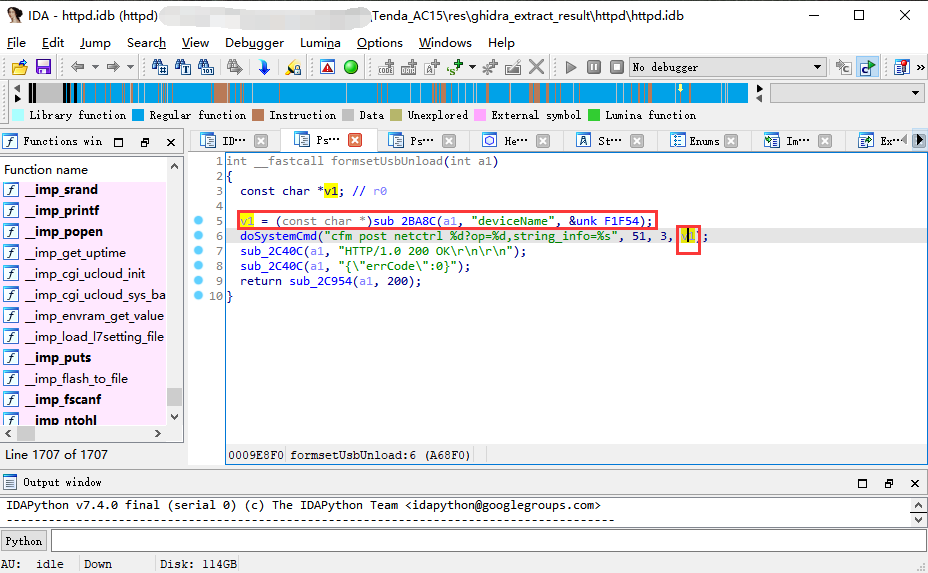 IDA - httpd.idb (httpd) _Tenda_AC15\res\ghidra_extract_result\httpd\httpd.idb
File Edit Jump Search View Debugger Lumina Options Windows Help
No debugger
Library function Regular function Instruction Data Unexplored External symbol Lumina function
Functions win ID… Ps… Ps… He… St… Enums Im… Ex…
Function name
__imp_srand
__imp_printf
__imp_popen
__imp_get_uptime
__imp_cgi_ucloud_init
__imp_cgi_ucloud_sys_ba
__imp_envram_get_value
__imp_load_l7setting_file
__imp_puts
__imp_flash_to_file
__imp_fscanf
__imp_ntohl
Line 1707 of 1707
1 int __fastcall formsetUsbUnload(int a1)
2 {
3 const char *v1; // r0
4
5 v1 = (const char *)sub_2BA8C(a1, "deviceName", &unk_F1F54);
6 doSystemCmd("cfm post netctrl %d?op=%d,string_info=%s", 51, 3, v1);
7 sub_2C40C(a1, "HTTP/1.0 200 OK\r\n\r\n");
8 sub_2C40C(a1, "{\"errCode\":0}");
9 return sub_2C954(a1, 200);
10 }
0009E8F0 formsetUsbUnload:6 (A68F0)
Output window
IDAPython v7.4.0 final (serial 0) (c) The IDAPython Team <idapython@googlegroups.com>
Python
AU: idle Down Disk: 114GB